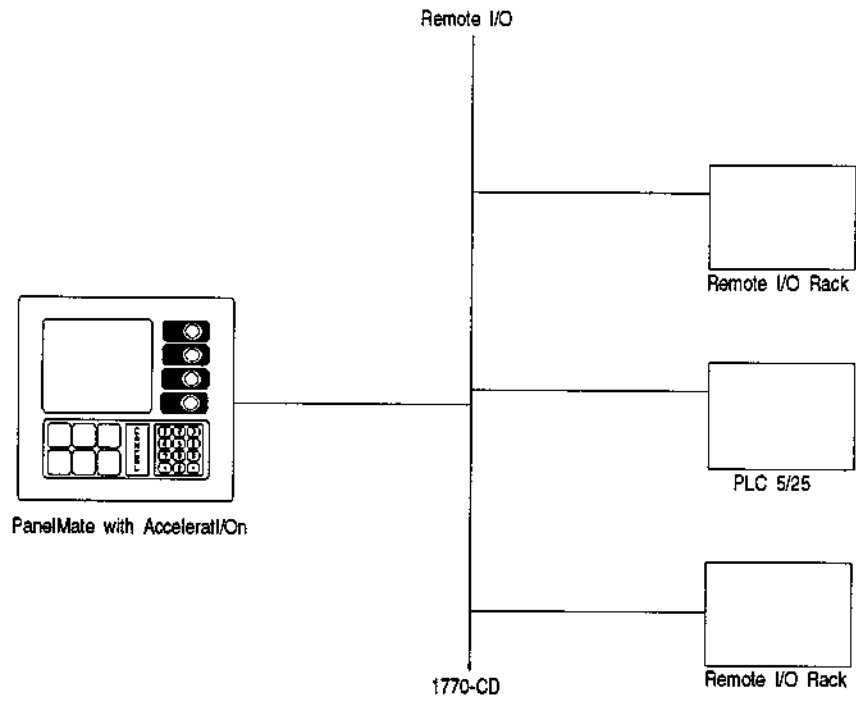 Remote I/O
Remote I/O Rack
PLC 5/25
PanelMate with AcceleratI/On
1770-CD
Remote I/O Rack